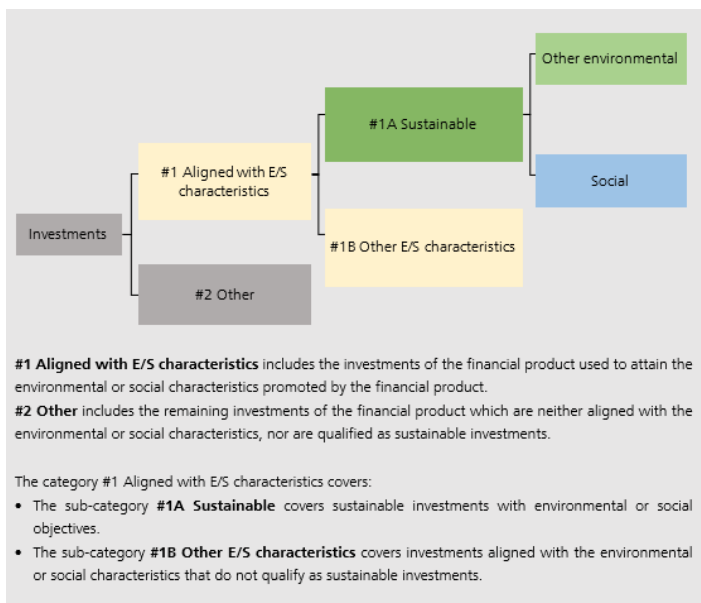 Other environmental
#1A Sustainable
#1 Aligned with E/S
characteristics
Social
Investments
#1B Other E/S characteristics
#2 Other
#1 Aligned with E/S characteristics includes the investments of the financial product used to attain the
environmental or social characteristics promoted by the financial product.
#2 Other includes the remaining investments of the financial product which are neither aligned with the
environmental or social characteristics, nor are qualified as sustainable investments.
The category #1 Aligned with E/S characteristics covers:
• The sub-category #1A Sustainable covers sustainable investments with environmental or social
objectives.
• The sub-category #1B Other E/S characteristics covers investments aligned with the environmental
or social characteristics that do not qualify as sustainable investments.